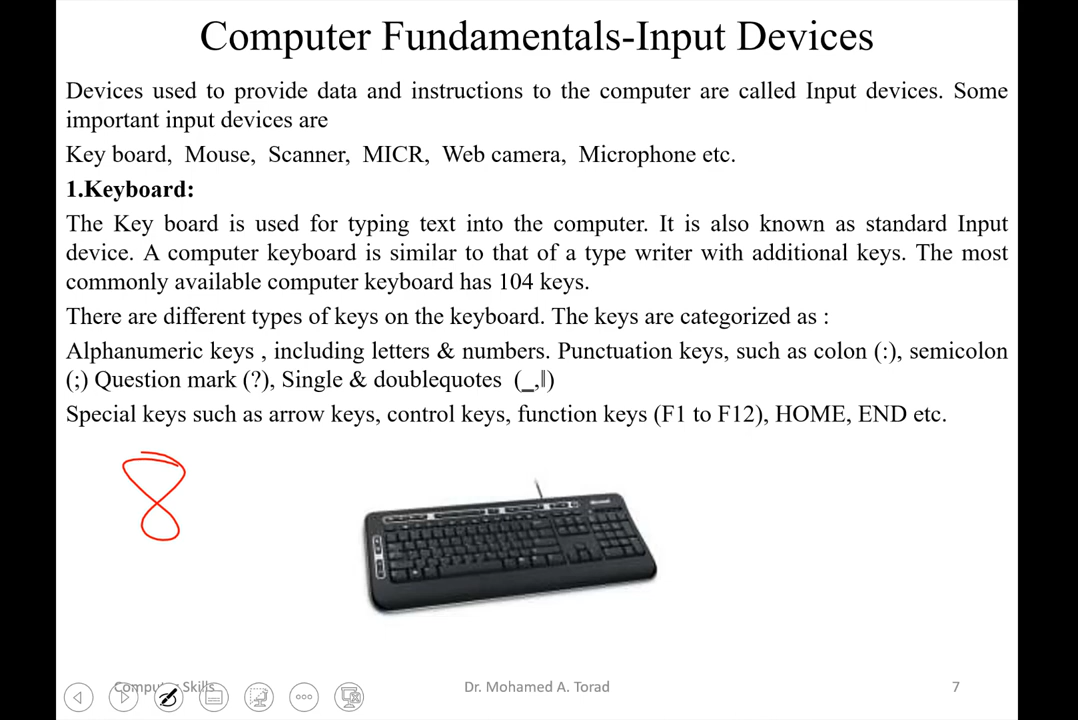 Computer Fundamentals-Input Devices
Devices used to provide data and instructions to the computer are called Input devices. Some
important input devices are
Key board, Mouse, Scanner, MICR, Web camera, Microphone etc.
1.Keyboard:
The Key board is used for typing text into the computer. It is also known as standard Input
device. A computer keyboard is similar to that of a type writer with additional keys. The most
commonly available computer keyboard has 104 keys.
There are different types of keys on the keyboard. The keys are categorized as :
Alphanumeric keys , including letters & numbers. Punctuation keys, such as colon (:), semicolon
(;) Question mark (?), Single & doublequotes (‗,‖)
Special keys such as arrow keys, control keys, function keys (F1 to F12), HOME, END etc.
8
Computer Skills
Dr. Mohamed A. Torad
7